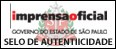 imprensaoficial
GOVERNO DO ESTADO DE SÃO PAULO
SELO DE AUTENTICIDADE